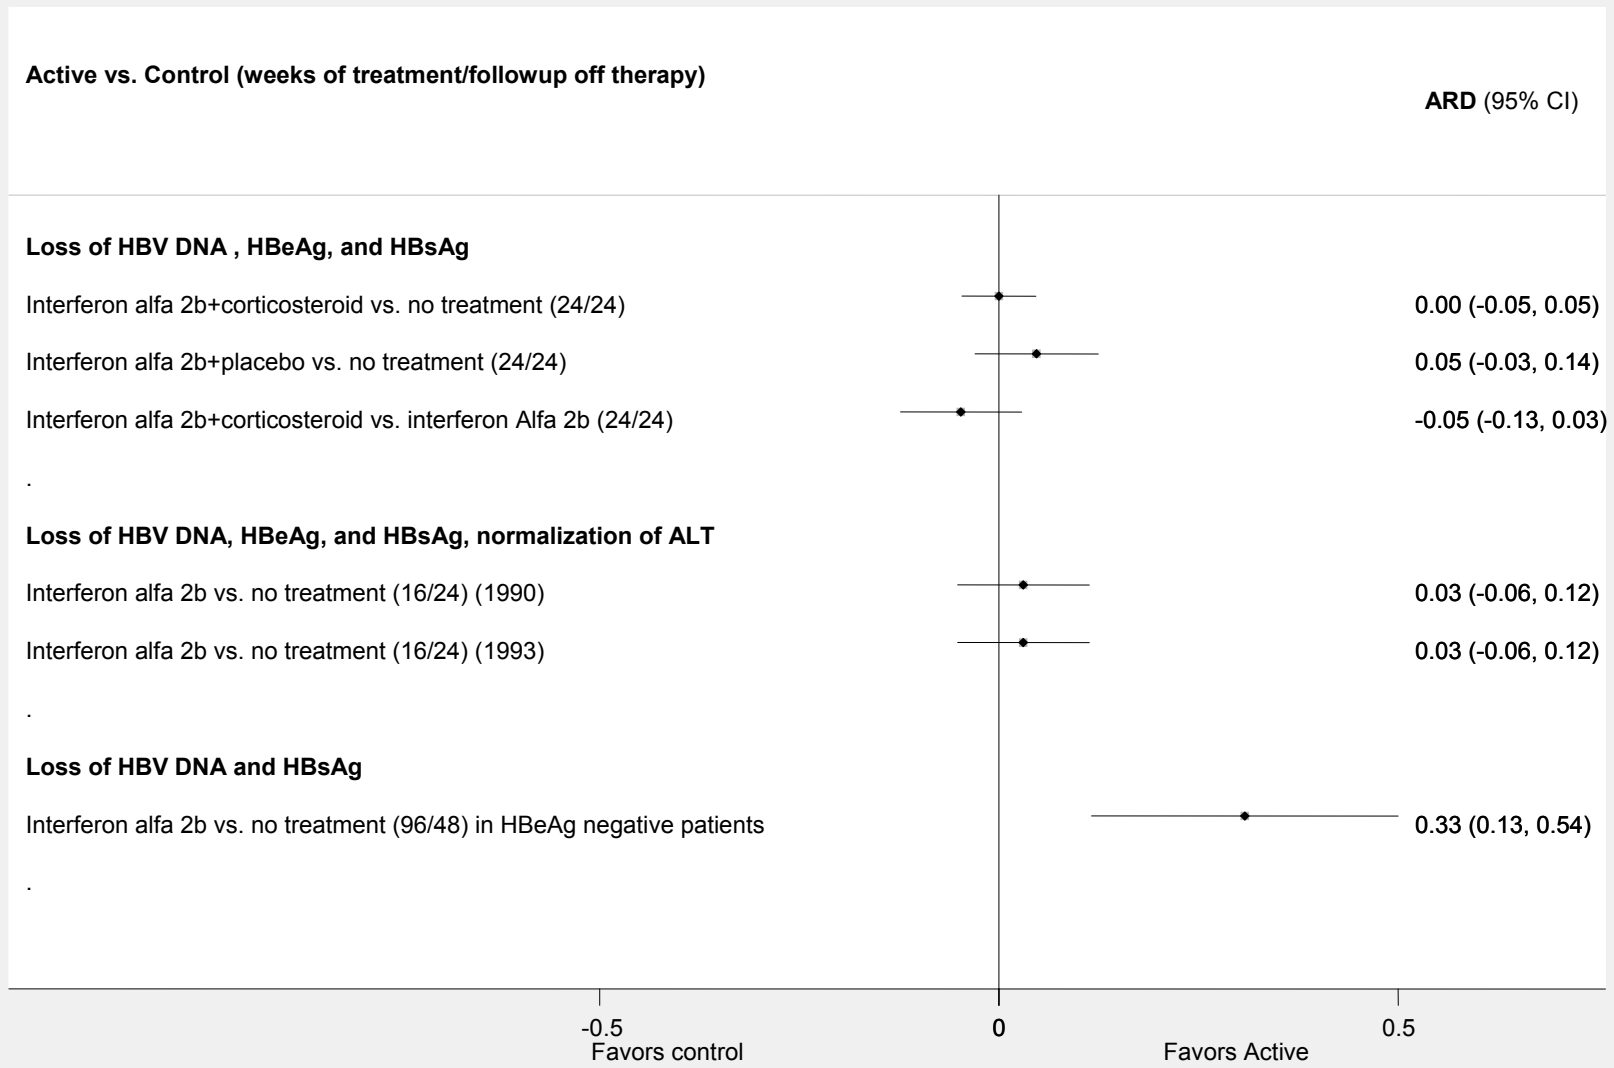 Active vs. Control (weeks of treatment/followup off therapy)
ARD (95% CI)
Loss of HBV DNA , HBeAg, and HBsAg
Interferon alfa 2b+corticosteroid vs. no treatment (24/24) 0.00 (-0.05, 0.05)
Interferon alfa 2b+placebo vs. no treatment (24/24) 0.05 (-0.03, 0.14)
Interferon alfa 2b+corticosteroid vs. interferon Alfa 2b (24/24) -0.05 (-0.13, 0.03)
.
Loss of HBV DNA, HBeAg, and HBsAg, normalization of ALT
Interferon alfa 2b vs. no treatment (16/24) (1990) 0.03 (-0.06, 0.12)
Interferon alfa 2b vs. no treatment (16/24) (1993) 0.03 (-0.06, 0.12)
.
Loss of HBV DNA and HBsAg
Interferon alfa 2b vs. no treatment (96/48) in HBeAg negative patients 0.33 (0.13, 0.54)
.
-0.5 0 0.5
Favors control Favors Active